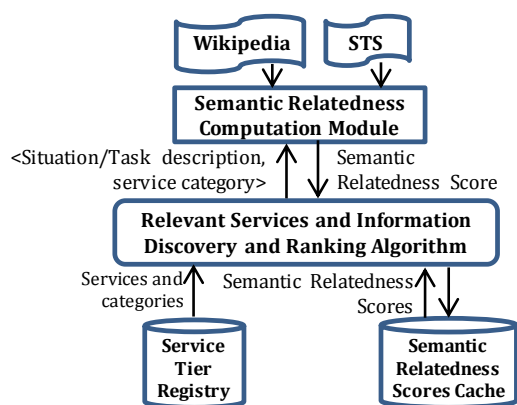 Wikipedia
STS
Semantic Relatedness
Computation Module
<Situation/Task description,
service category>
Semantic
Relatedness Score
Relevant Services and Information
Discovery and Ranking Algorithm
Services and
categories
Semantic Relatedness
Scores
Service
Tier
Registry
Semantic
Relatedness
Scores Cache